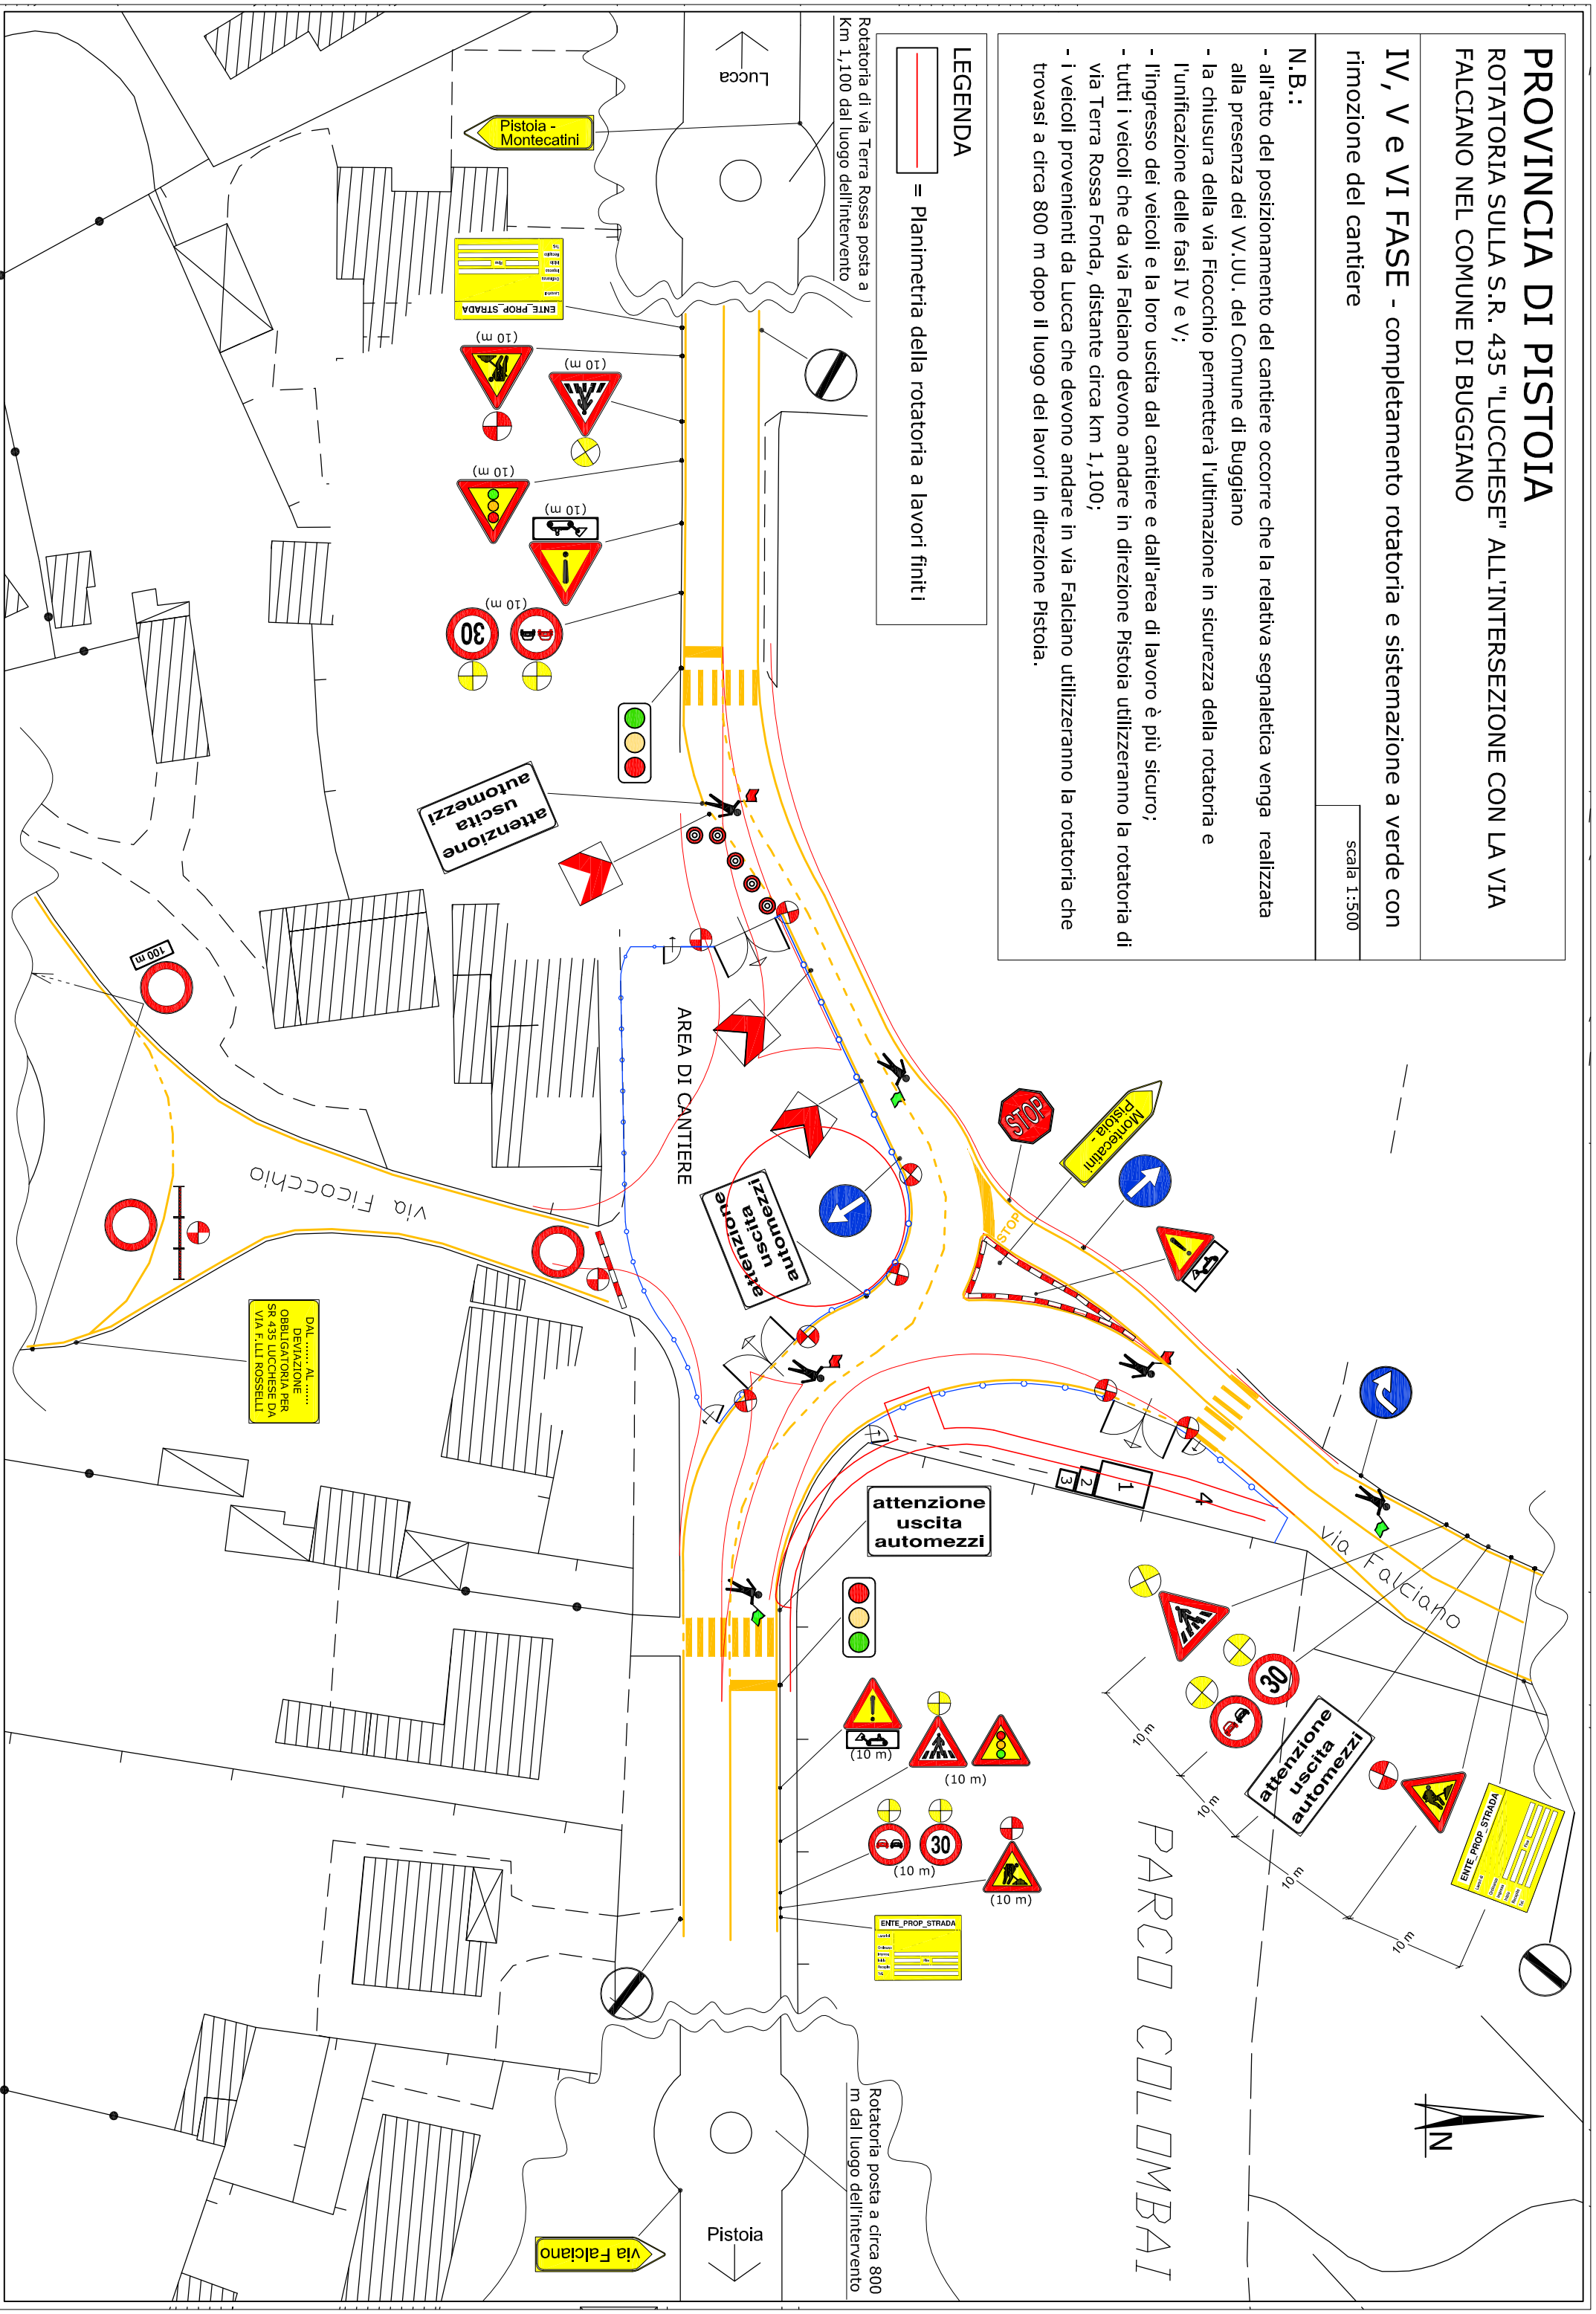 PROVINCIA DI PISTOIA
ROTATORIA SULLA S.R. 435 "LUCCHESE" ALL'INTERSEZIONE CON LA VIA
FALCIANO NEL COMUNE DI BUGGIANO
IV, V e VI FASE - completamento rotatoria e sistemazione a verde con
rimozione del cantiere
scala 1:500
N.B.:
- all'atto del posizionamento del cantiere occorre che la relativa segnaletica venga realizzata
alla presenza dei VV.UU. del Comune di Buggiano
- la chiusura della via Ficocchio permetterà l'ultimazione in sicurezza della rotatoria e
l'unificazione delle fasi IV e V;
- l'ingresso dei veicoli e la loro uscita dal cantiere e dall'area di lavoro è più sicuro;
- tutti i veicoli che da via Falciano devono andare in direzione Pistoia utilizzeranno la rotatoria di
via Terra Rossa Fonda, distante circa km 1,100;
- i veicoli provenienti da Lucca che devono andare in via Falciano utilizzeranno la rotatoria che
trovasi a circa 800 m dopo il luogo dei lavori in direzione Pistoia.
LEGENDA
= Planimetria della rotatoria a lavori finiti
Rotatoria di via Terra Rossa posta a
Km 1,100 dal luogo dell'intervento
Lucca
Pistoia -
Montecatini
ENTE_PROP_STRADA
(10 m)
(10 m)
(10 m)
(10 m)
(10 m)
30
attenzione
uscita
automezzi
AREA DI CANTIERE
attenzione
uscita
automezzi
STOP
STOP
Montecatini
Pistoia -
100 m
via Ficocchio
DAL ...... AL ......
DEVIAZIONE
OBBLIGATORIA PER
SR 435 LUCCHESE DA
VIA F.LLI ROSSELLI
attenzione
uscita
automezzi
1
2
3
4
via Falciano
30
attenzione
uscita
automezzi
ENTE_PROP_STRADA
10 m
10 m
10 m
10 m
(10 m)
(10 m)
30
(10 m)
(10 m)
ENTE_PROP_STRADA
PARCO COLOMBAI
N
Rotatoria posta a circa 800
m dal luogo dell'intervento
Pistoia
via Falciano